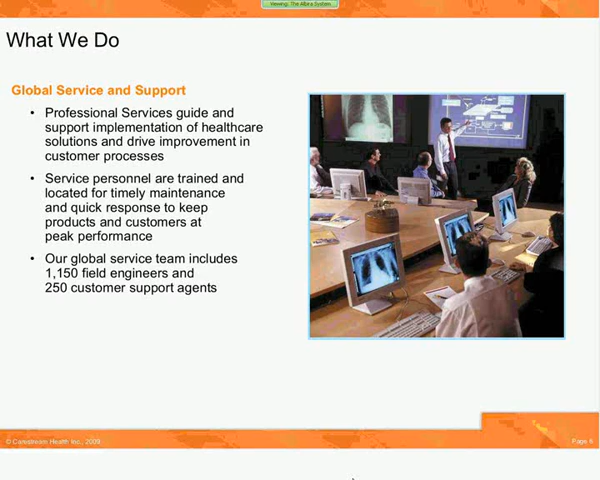 Viewing: The Albira System
What We Do
Global Service and Support
• Professional Services guide and
support implementation of healthcare
solutions and drive improvement in
customer processes
• Service personnel are trained and
located for timely maintenance
and quick response to keep
products and customers at
peak performance
• Our global service team includes
1,150 field engineers and
250 customer support agents
© Carestream Health Inc., 2009
Page 6